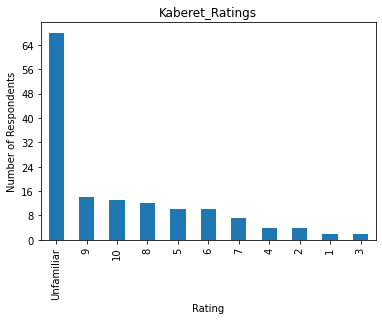 Kaberet_Ratings
Number of Respondents
64
56
48
40
32
24
16
8
0
Unfamiliar 9 10 8 5 6 7 4 2 1 3
Rating